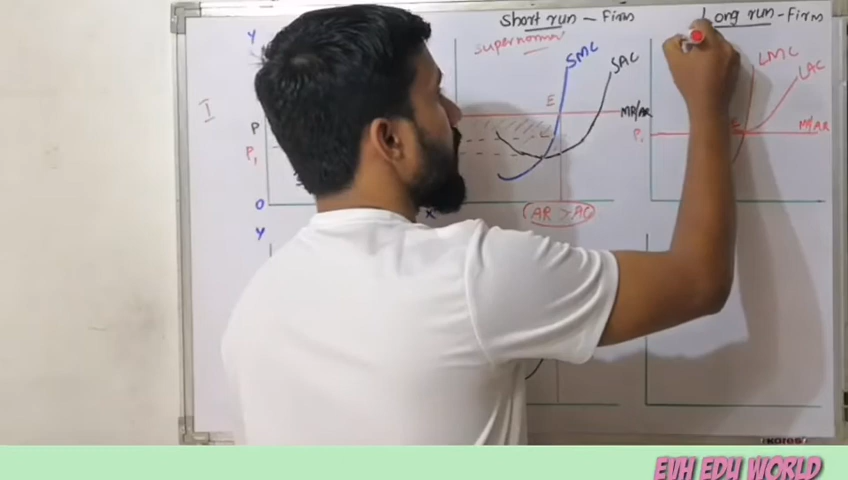 Short run - Firm
Long run - Firm
Y
supernormal
SMC
SAC
LMC
LAC
I
E
MR/AR
P
P₁
P₁
E
MR/AR
O
X
(AR > AC)
Y
kores
EVH EDU WORLD